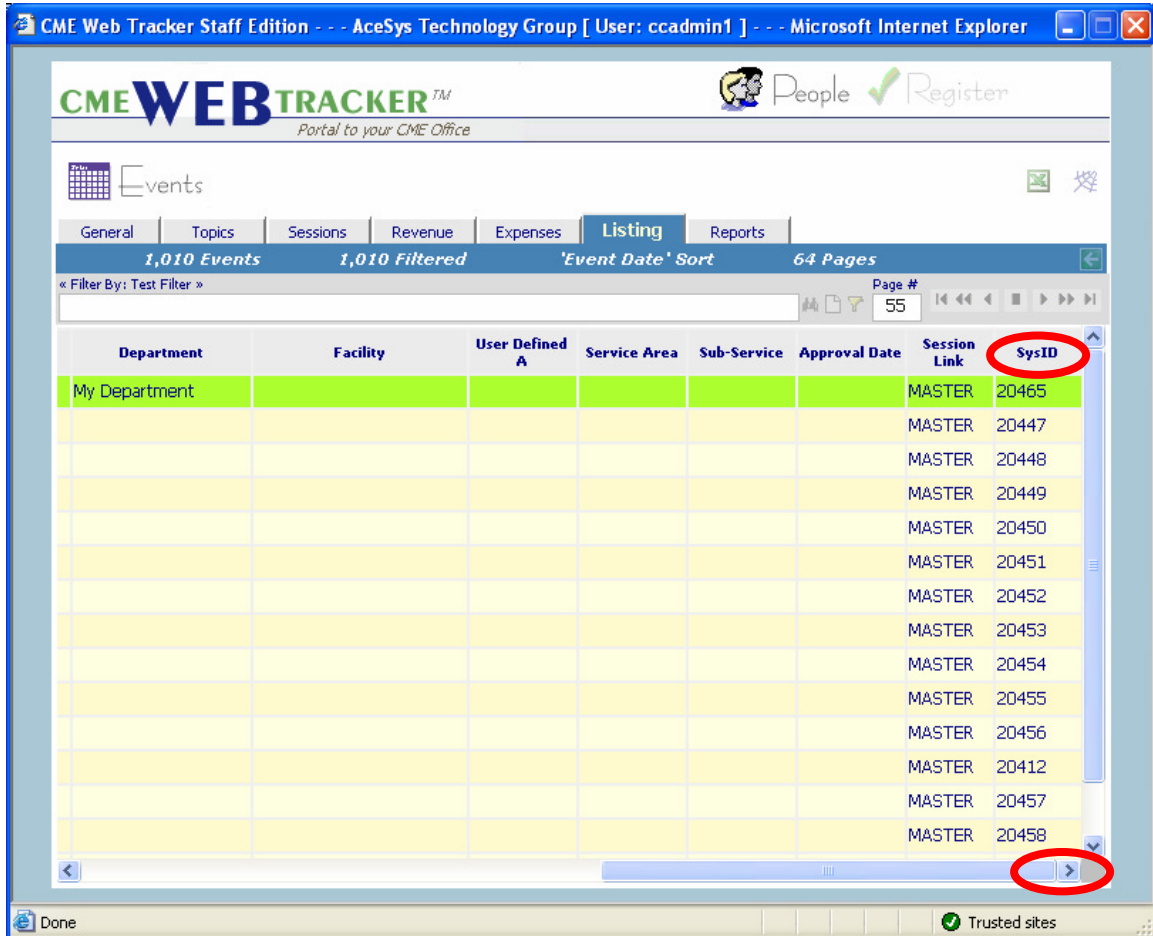 CME Web Tracker Staff Edition - - - AceSys Technology Group [ User: ccadmin1 ] - - - Microsoft Internet Explorer
CME WEB TRACKER TM
People Register
Portal to your CME Office
Events
General Topics Sessions Revenue Expenses Listing Reports
1,010 Events 1,010 Filtered 'Event Date' Sort 64 Pages
« Filter By: Test Filter » Page #
55
Department Facility User Defined A Service Area Sub-Service Approval Date Session Link SysID
My Department MASTER 20465
MASTER 20447
MASTER 20448
MASTER 20449
MASTER 20450
MASTER 20451
MASTER 20452
MASTER 20453
MASTER 20454
MASTER 20455
MASTER 20456
MASTER 20412
MASTER 20457
MASTER 20458
Done Trusted sites